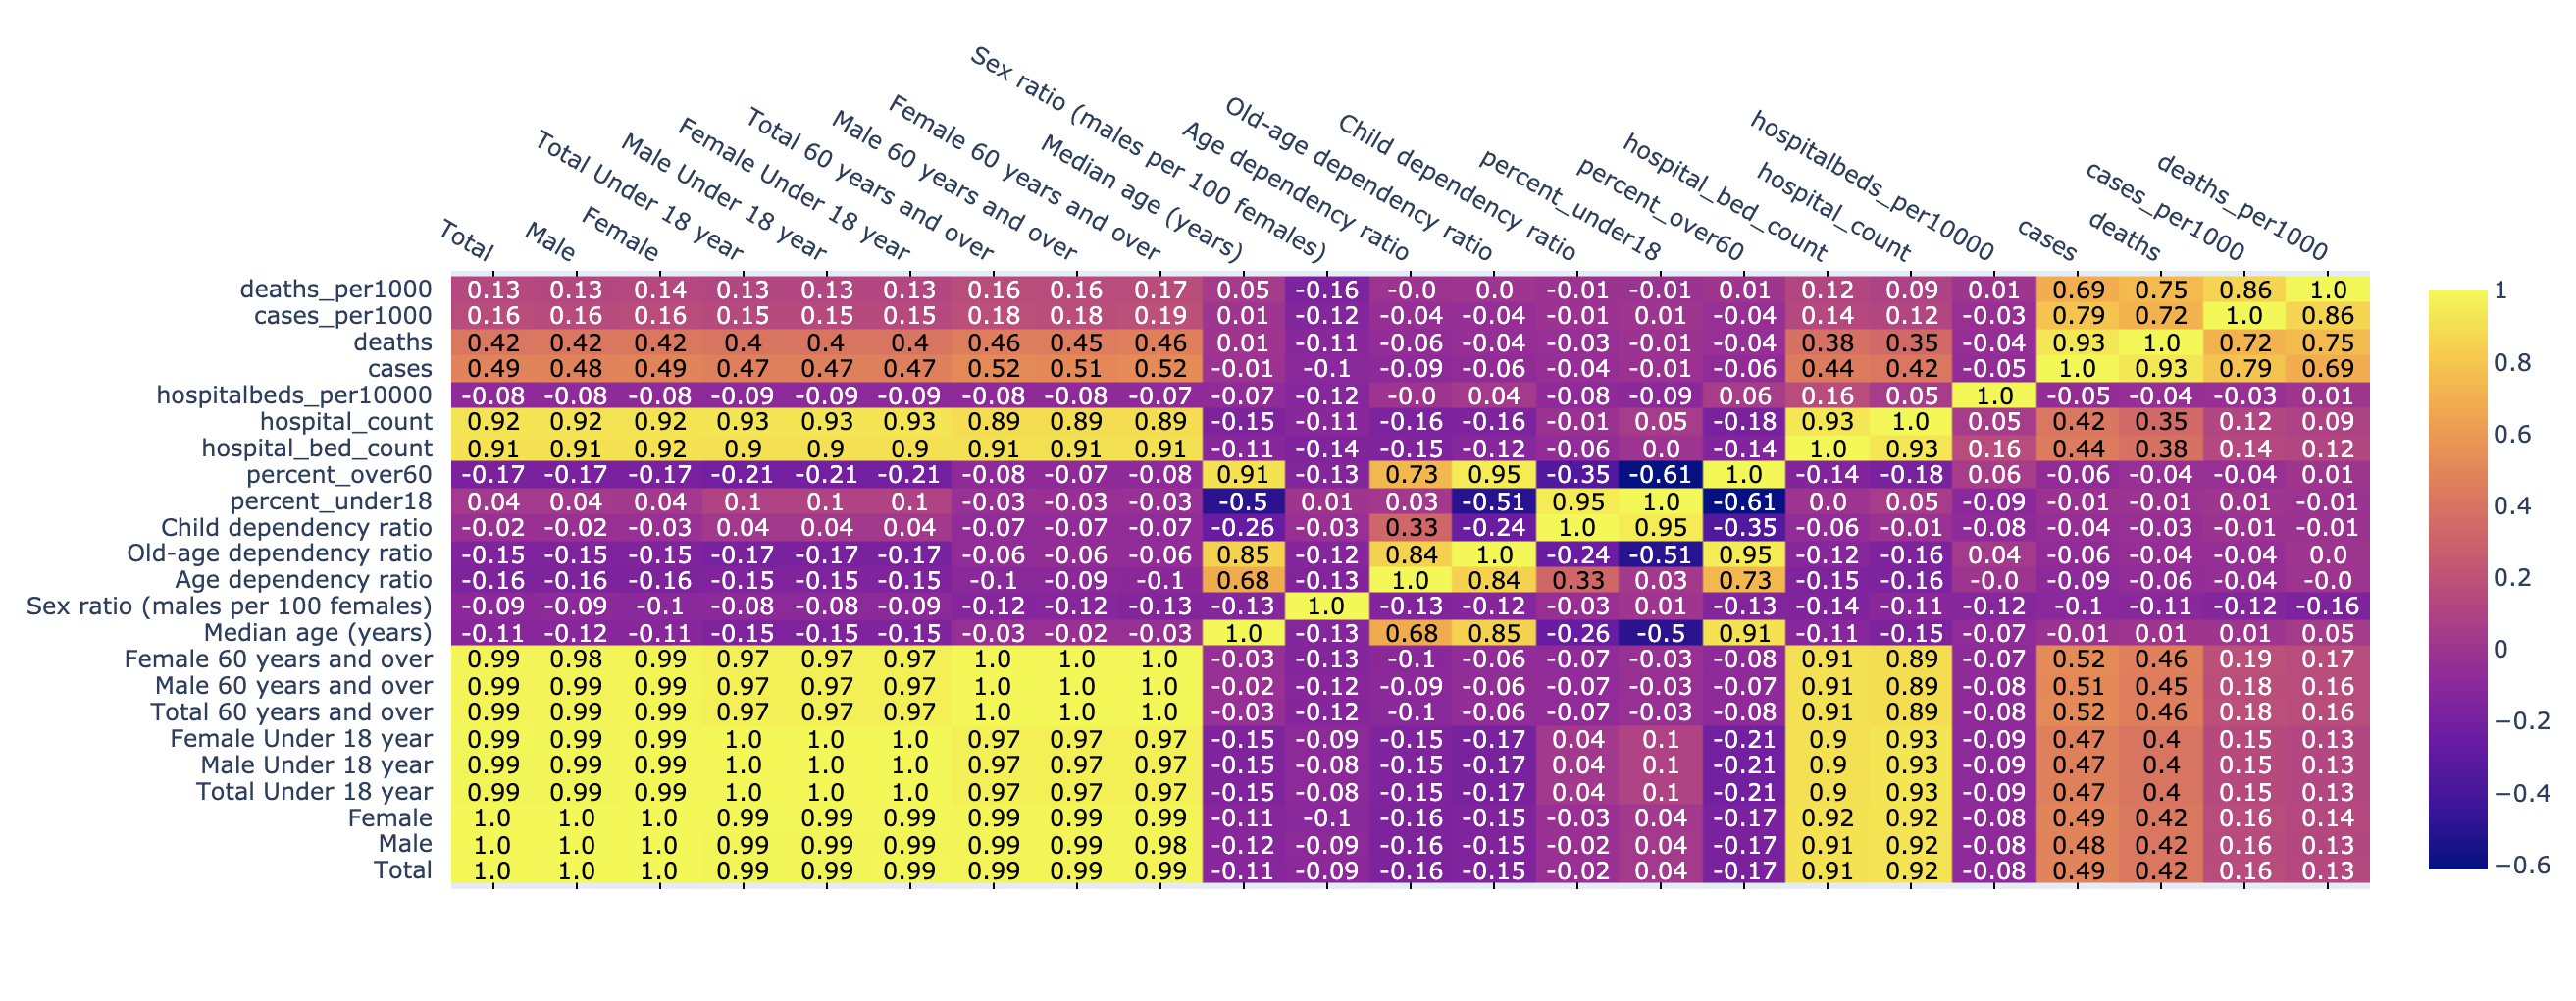 Total
Male
Female
Total Under 18 year
Male Under 18 year
Female Under 18 year
Total 60 years and over
Male 60 years and over
Female 60 years and over
Median age (years)
Sex ratio (males per 100 females)
Age dependency ratio
Old-age dependency ratio
Child dependency ratio
percent_under18
percent_over60
hospital_bed_count
hospital_count
hospitalbeds_per10000
cases
deaths
cases_per1000
deaths_per1000
deaths_per1000 0.13 0.13 0.14 0.13 0.13 0.13 0.16 0.16 0.17 0.05 -0.16 -0.0 0.0 -0.01 -0.01 0.01 0.12 0.09 0.01 0.69 0.75 0.86 1.0
cases_per1000 0.16 0.16 0.16 0.15 0.15 0.15 0.18 0.18 0.19 0.01 -0.12 -0.04 -0.04 -0.01 0.01 -0.04 0.14 0.12 -0.03 0.79 0.72 1.0 0.86
deaths 0.42 0.42 0.42 0.4 0.4 0.4 0.46 0.45 0.46 0.01 -0.11 -0.06 -0.04 -0.03 -0.01 -0.04 0.38 0.35 -0.04 0.93 1.0 0.72 0.75
cases 0.49 0.48 0.49 0.47 0.47 0.47 0.52 0.51 0.52 -0.01 -0.1 -0.09 -0.06 -0.04 -0.01 -0.06 0.44 0.42 -0.05 1.0 0.93 0.79 0.69
hospitalbeds_per10000 -0.08 -0.08 -0.08 -0.09 -0.09 -0.09 -0.08 -0.08 -0.07 -0.07 -0.12 -0.0 0.04 -0.08 -0.09 0.06 0.16 0.05 1.0 -0.05 -0.04 -0.03 0.01
hospital_count 0.92 0.92 0.92 0.93 0.93 0.93 0.89 0.89 0.89 -0.15 -0.11 -0.16 -0.16 -0.01 0.05 -0.18 0.93 1.0 0.05 0.42 0.35 0.12 0.09
hospital_bed_count 0.91 0.91 0.92 0.9 0.9 0.9 0.91 0.91 0.91 -0.11 -0.14 -0.15 -0.12 -0.06 0.0 -0.14 1.0 0.93 0.16 0.44 0.38 0.14 0.12
percent_over60 -0.17 -0.17 -0.17 -0.21 -0.21 -0.21 -0.08 -0.07 -0.08 0.91 -0.13 0.73 0.95 -0.35 -0.61 1.0 -0.14 -0.18 0.06 -0.06 -0.04 -0.04 0.01
percent_under18 0.04 0.04 0.04 0.1 0.1 0.1 -0.03 -0.03 -0.03 -0.5 0.01 0.03 -0.51 0.95 1.0 -0.61 0.0 0.05 -0.09 -0.01 -0.01 0.01 -0.01
Child dependency ratio -0.02 -0.02 -0.03 0.04 0.04 0.04 -0.07 -0.07 -0.07 -0.26 -0.03 0.33 -0.24 1.0 0.95 -0.35 -0.06 -0.01 -0.08 -0.04 -0.03 -0.01 -0.01
Old-age dependency ratio -0.15 -0.15 -0.15 -0.17 -0.17 -0.17 -0.06 -0.06 -0.06 0.85 -0.12 0.84 1.0 -0.24 -0.51 0.95 -0.12 -0.16 0.04 -0.06 -0.04 -0.04 0.0
Age dependency ratio -0.16 -0.16 -0.16 -0.15 -0.15 -0.15 -0.1 -0.09 -0.1 0.68 -0.13 1.0 0.84 0.33 0.03 0.73 -0.15 -0.16 -0.0 -0.09 -0.06 -0.04 -0.0
Sex ratio (males per 100 females) -0.09 -0.09 -0.1 -0.08 -0.08 -0.09 -0.12 -0.12 -0.13 -0.13 1.0 -0.13 -0.12 -0.03 0.01 -0.13 -0.14 -0.11 -0.12 -0.1 -0.11 -0.12 -0.16
Median age (years) -0.11 -0.12 -0.11 -0.15 -0.15 -0.15 -0.03 -0.02 -0.03 1.0 -0.13 0.68 0.85 -0.26 -0.5 0.91 -0.11 -0.15 -0.07 -0.01 0.01 0.01 0.05
Female 60 years and over 0.99 0.98 0.99 0.97 0.97 0.97 1.0 1.0 1.0 -0.03 -0.13 -0.1 -0.06 -0.07 -0.03 -0.08 0.91 0.89 -0.07 0.52 0.46 0.19 0.17
Male 60 years and over 0.99 0.99 0.99 0.97 0.97 0.97 1.0 1.0 1.0 -0.02 -0.12 -0.09 -0.06 -0.07 -0.03 -0.07 0.91 0.89 -0.08 0.51 0.45 0.18 0.16
Total 60 years and over 0.99 0.99 0.99 0.97 0.97 0.97 1.0 1.0 1.0 -0.03 -0.12 -0.1 -0.06 -0.07 -0.03 -0.08 0.91 0.89 -0.08 0.52 0.46 0.18 0.16
Female Under 18 year 0.99 0.99 0.99 1.0 1.0 1.0 0.97 0.97 0.97 -0.15 -0.09 -0.15 -0.17 0.04 0.1 -0.21 0.9 0.93 -0.09 0.47 0.4 0.15 0.13
Male Under 18 year 0.99 0.99 0.99 1.0 1.0 1.0 0.97 0.97 0.97 -0.15 -0.08 -0.15 -0.17 0.04 0.1 -0.21 0.9 0.93 -0.09 0.47 0.4 0.15 0.13
Total Under 18 year 0.99 0.99 0.99 1.0 1.0 1.0 0.97 0.97 0.97 -0.15 -0.08 -0.15 -0.17 0.04 0.1 -0.21 0.9 0.93 -0.09 0.47 0.4 0.15 0.13
Female 1.0 1.0 1.0 0.99 0.99 0.99 0.99 0.99 0.99 -0.11 -0.1 -0.16 -0.15 -0.03 0.04 -0.17 0.92 0.92 -0.08 0.49 0.42 0.16 0.14
Male 1.0 1.0 1.0 0.99 0.99 0.99 0.99 0.99 0.98 -0.12 -0.09 -0.16 -0.15 -0.02 0.04 -0.17 0.91 0.92 -0.08 0.48 0.42 0.16 0.13
Total 1.0 1.0 1.0 0.99 0.99 0.99 0.99 0.99 0.99 -0.11 -0.09 -0.16 -0.15 -0.02 0.04 -0.17 0.91 0.92 -0.08 0.49 0.42 0.16 0.13
1
0.8
0.6
0.4
0.2
0
−0.2
−0.4
−0.6